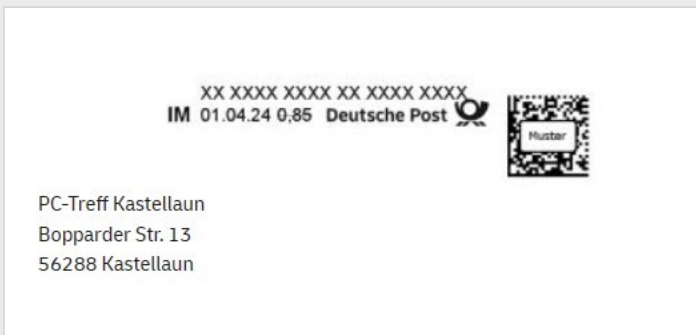 XX XXXX XXXX XX XXXX XXXX
IM 01.04.24 0,85 Deutsche Post
Muster
PC-Treff Kastellaun
Bopparder Str. 13
56288 Kastellaun